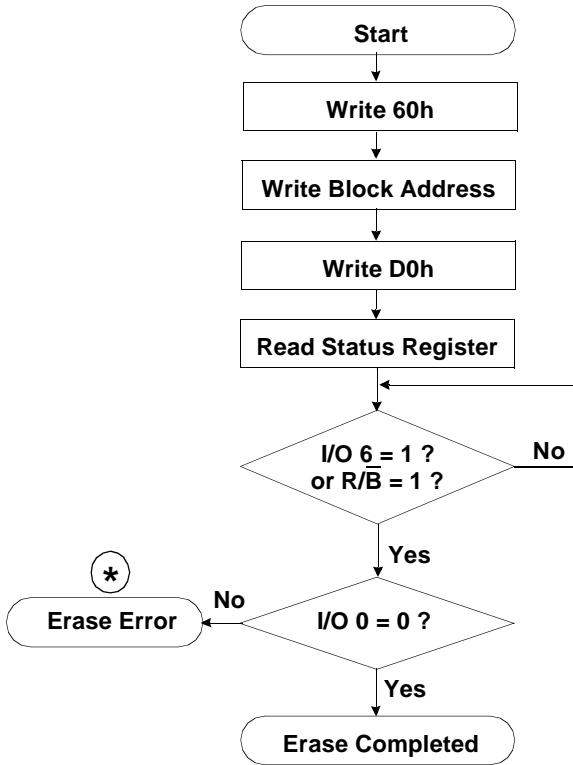 Start
Write 60h
Write Block Address
Write D0h
Read Status Register
I/O 6 = 1 ?
or R/B̅ = 1 ?
No
Yes
*
No
Erase Error
I/O 0 = 0 ?
Yes
Erase Completed